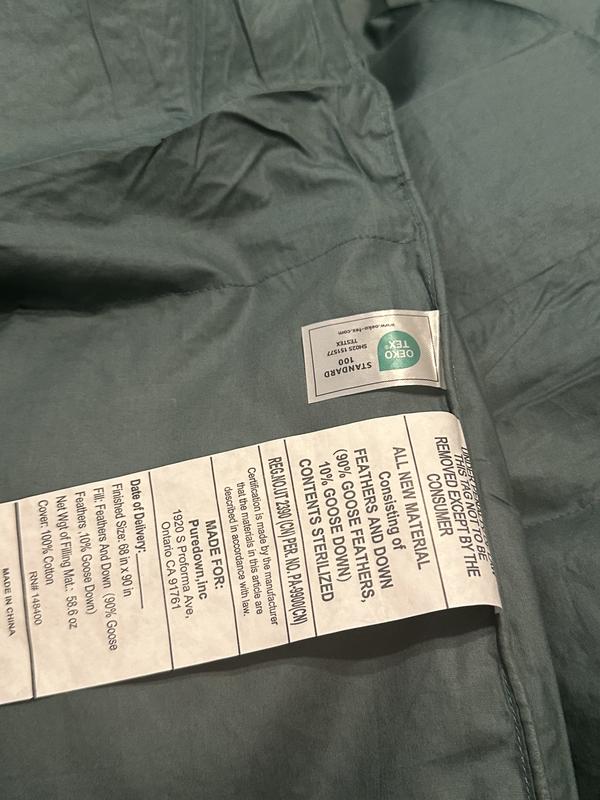 THIS TAG NOT TO BE
REMOVED EXCEPT BY THE
CONSUMER
ALL NEW MATERIAL
Consisting of
FEATHERS AND DOWN
(90% GOOSE FEATHERS,
10% GOOSE DOWN)
CONTENTS STERILIZED
REG.NO.UT 2390 (CN) PER. NO. PA-9900(CN)
Certification is made by the manufacturer
that the materials in this article are
described in accordance with law.
MADE FOR:
Puredown,Inc
1920 S Proforma Ave,
Ontario CA 91761
Date of Delivery:
Finished Size: 68 in x 90 in
Fill: Feathers And Down (90% Goose
Feathers ,10% Goose Down)
Net Wgt of Filling Mat.: 58.6 oz
Cover: 100% Cotton
RN# 148400
MADE IN CHINA
OEKO
TEX®
STANDARD
100
SH025 151577
TESTEX
www.oeko-tex.com